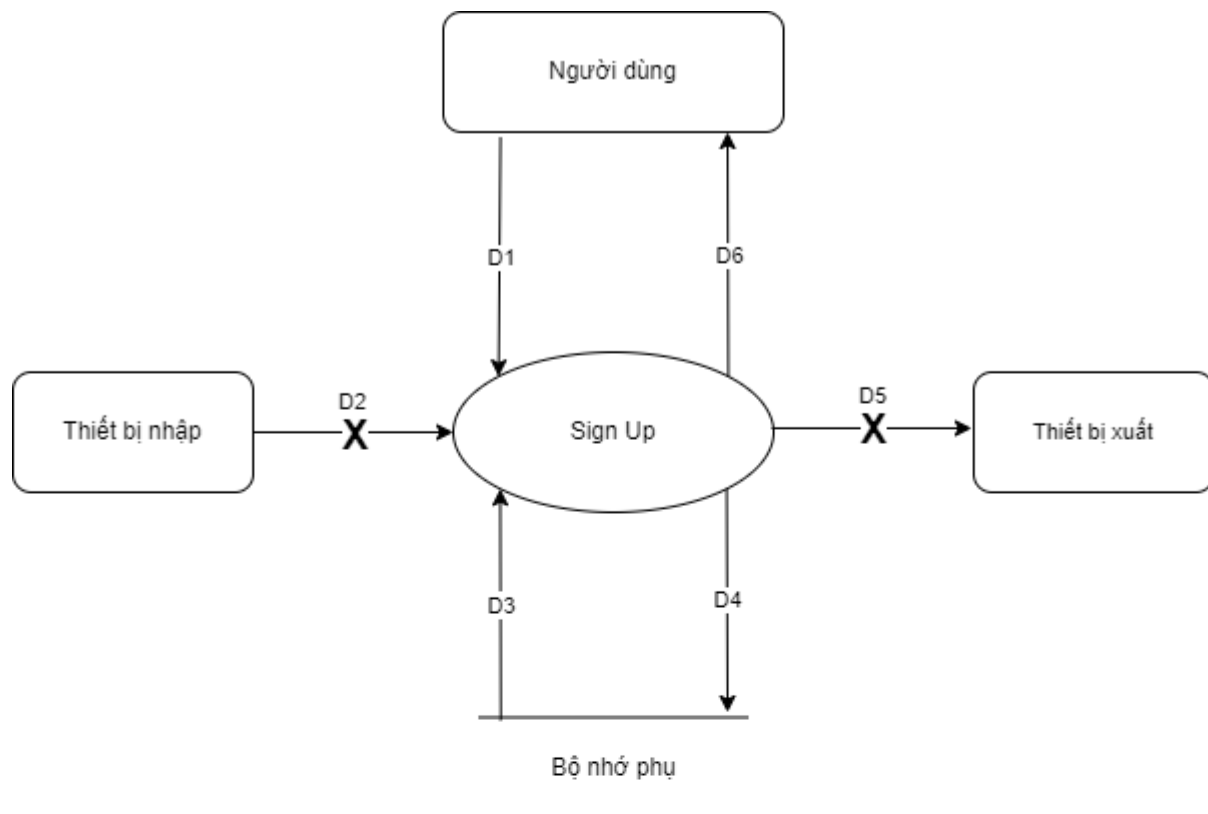 Người dùng
D1
D6
Thiết bị nhập
D2
X
Sign Up
D5
X
Thiết bị xuất
D3
D4
Bộ nhớ phụ